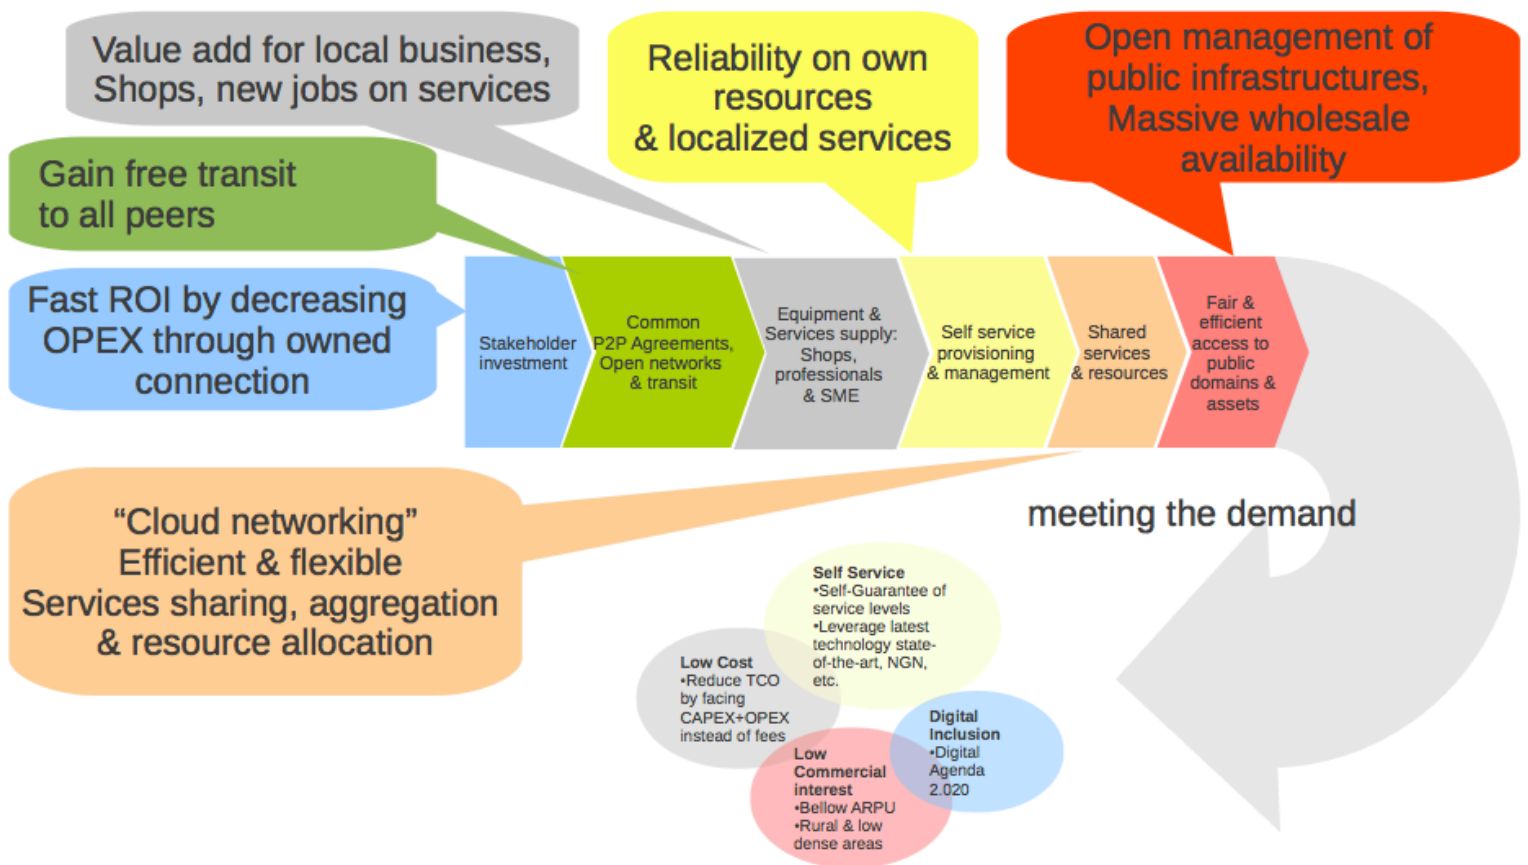 Value add for local business,
Shops, new jobs on services
Reliability on own
resources
& localized services
Open management of
public infrastructures,
Massive wholesale
availability
Gain free transit
to all peers
Fast ROI by decreasing
OPEX through owned
connection
Stakeholder
investment
Common
P2P Agreements,
Open networks
& transit
Equipment &
Services supply:
Shops,
professionals
& SME
Self service
provisioning
& management
Shared
services
& resources
Fair &
efficient
access to
public
domains &
assets
“Cloud networking”
Efficient & flexible
Services sharing, aggregation
& resource allocation
meeting the demand
Self Service
•Self-Guarantee of
service levels
•Leverage latest
technology state-
of-the-art, NGN,
etc.
Low Cost
•Reduce TCO
by facing
CAPEX+OPEX
instead of fees
Digital
Inclusion
•Digital
Agenda
2.020
Low
Commercial
interest
•Bellow ARPU
•Rural & low
dense areas